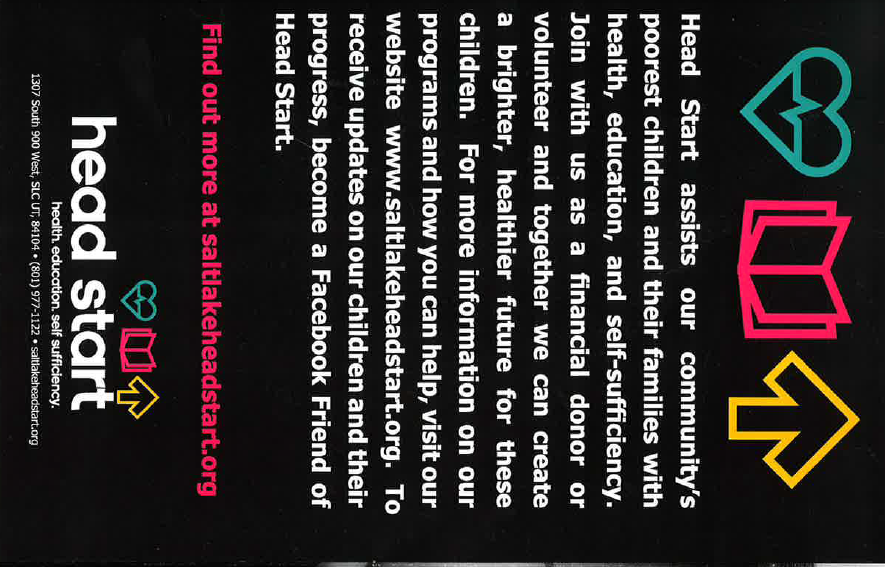 Head Start assists our community's
poorest children and their families with
health, education, and self-sufficiency.
Join with us as a financial donor or
volunteer and together we can create
a brighter, healthier future for these
children. For more information on our
programs and how you can help, visit our
website www.saltlakeheadstart.org. To
receive updates on our children and their
progress, become a Facebook Friend of
Head Start.
Find out more at saltlakeheadstart.org
head start
health. education. self sufficiency.
1307 South 900 West, SLC UT, 84104 • (801) 977-1122 • saltlakeheadstart.org